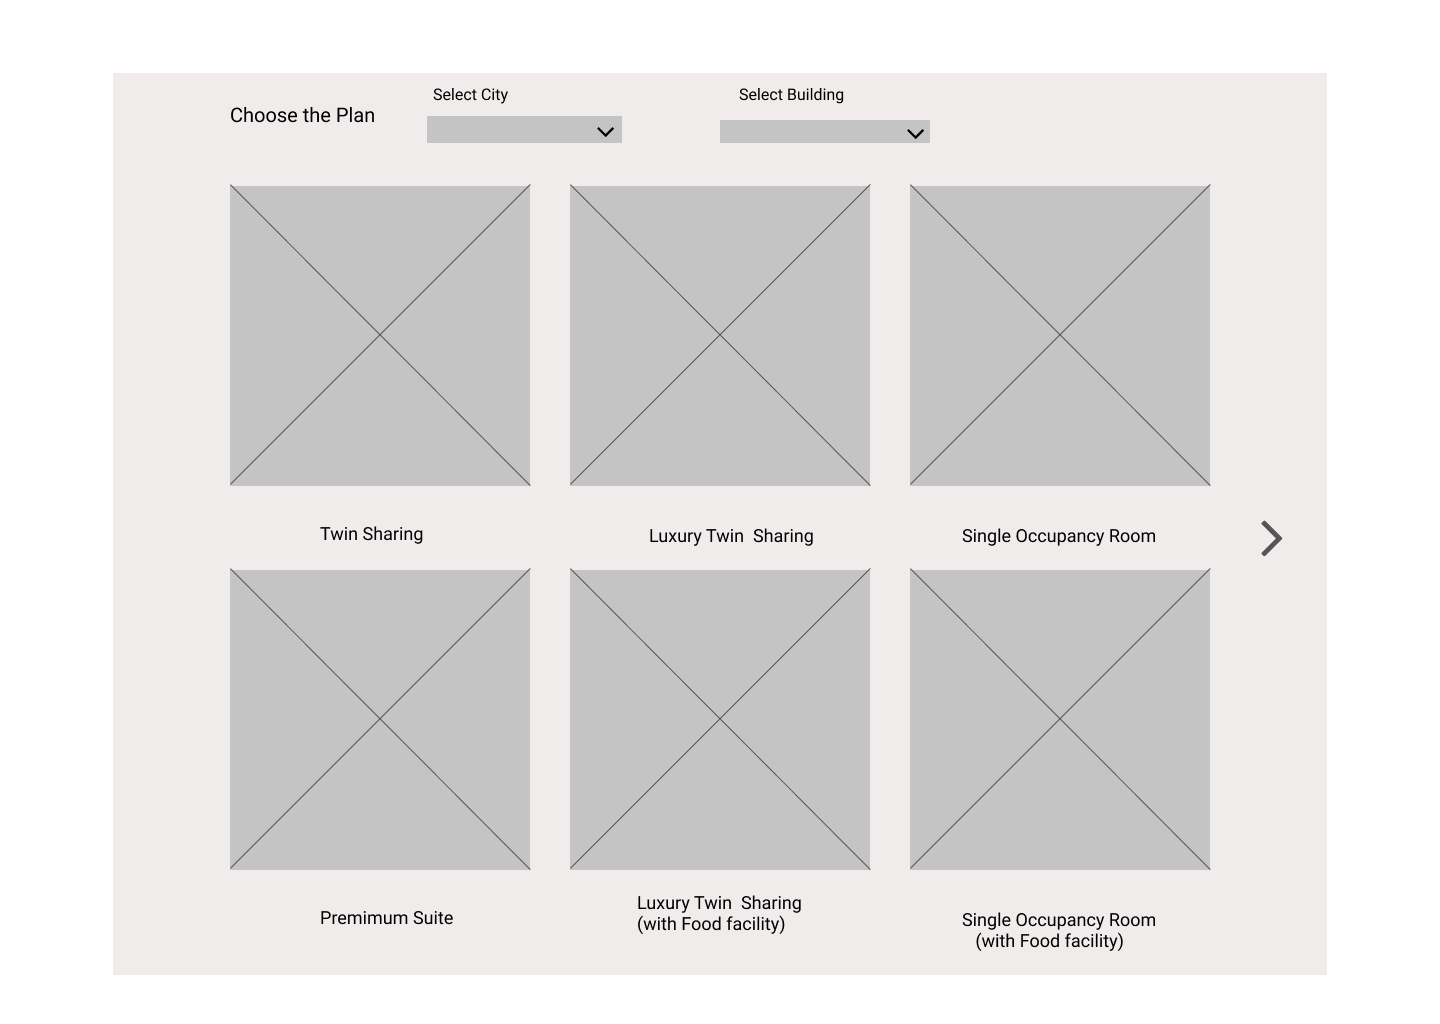 Choose the Plan
Select City
Select Building
Twin Sharing
Luxury Twin  Sharing
Single Occupancy Room
Premimum Suite
Luxury Twin  Sharing
(with Food facility)
Single Occupancy Room
(with Food facility)